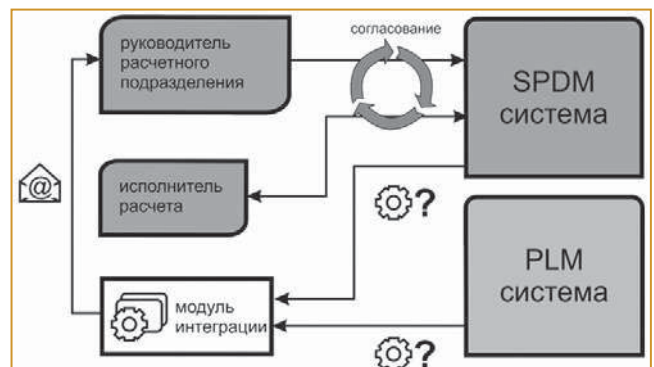 руководитель
расчетного
подразделения
согласование
SPDM
система
исполнитель
расчета
@
?
PLM
система
модуль
интеграции
?